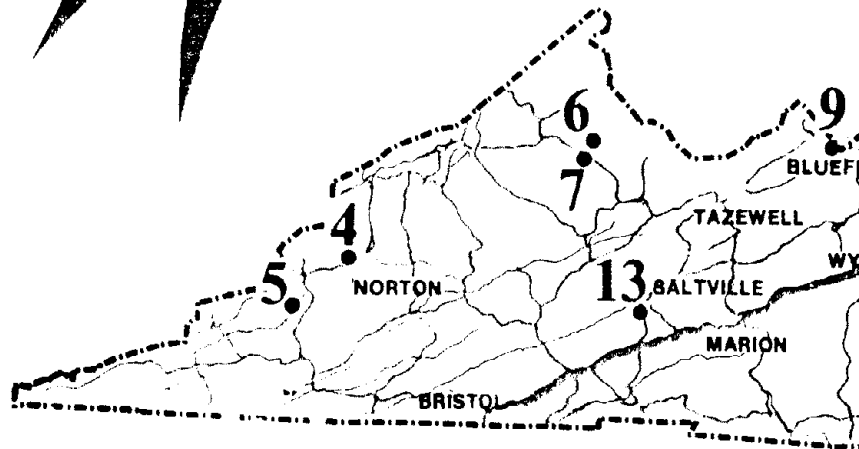 6
9
7
BLUEF
TAZEWELL
4
WY
5
NORTON
13
SALTVILLE
MARION
BRISTOL